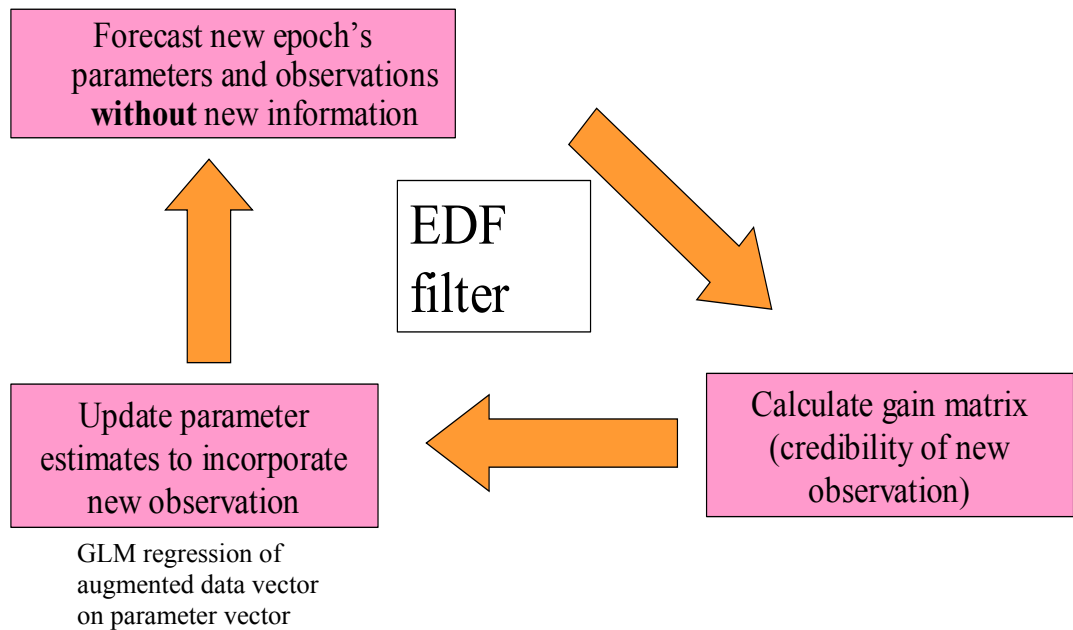 Forecast new epoch’s
parameters and observations
without new information
EDF
filter
Calculate gain matrix
(credibility of new
observation)
Update parameter
estimates to incorporate
new observation
GLM regression of
augmented data vector
on parameter vector